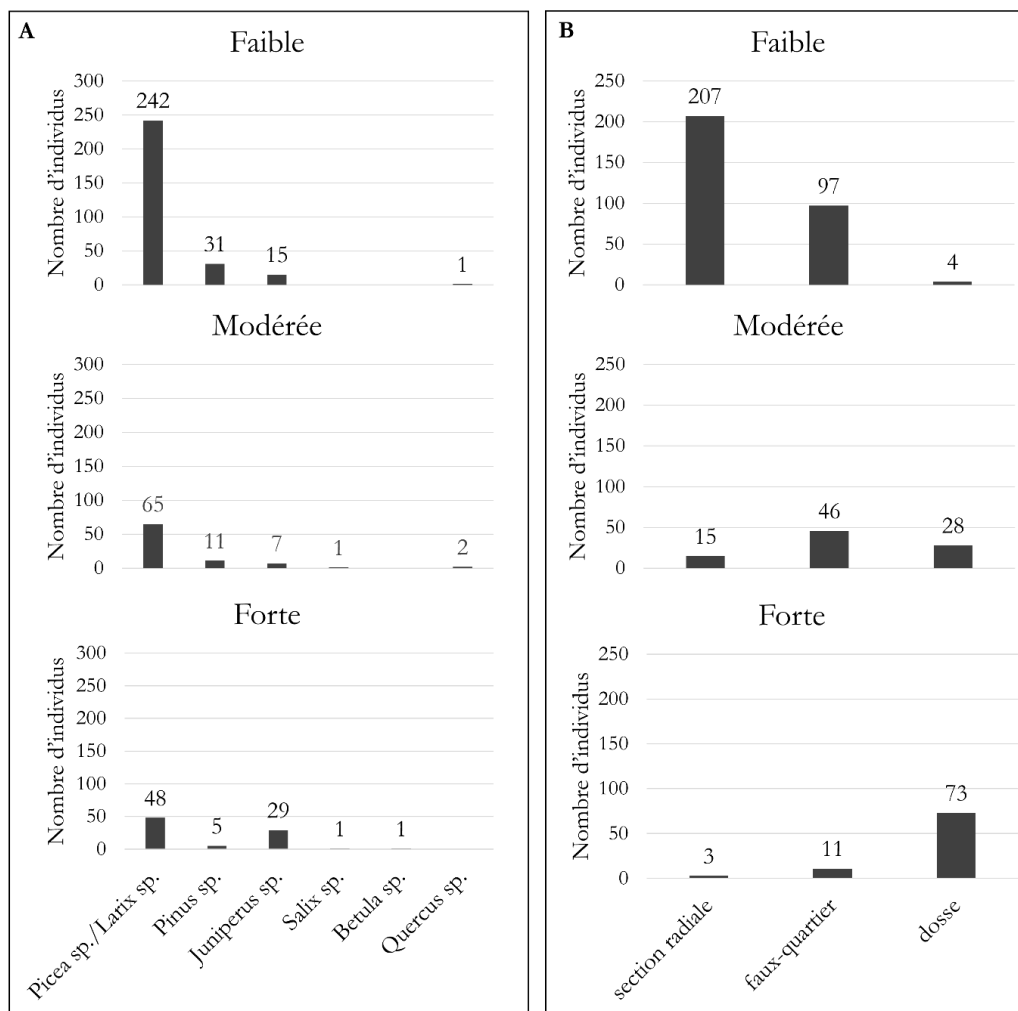 A
Faible
Nombre d'individus
300
250
200
150
100
50
0
242
31
15
1
Modérée
Nombre d'individus
300
250
200
150
100
50
0
65
11
7
1
2
Forte
Nombre d'individus
300
250
200
150
100
50
0
48
5
29
1
1
Picea sp./Larix sp.
Pinus sp.
Juniperus sp.
Salix sp.
Betula sp.
Quercus sp.
B
Faible
Nombre d'individus
250
200
150
100
50
0
207
97
4
Modérée
Nombre d'individus
250
200
150
100
50
0
15
46
28
Forte
Nombre d'individus
250
200
150
100
50
0
3
11
73
section radiale
faux-quartier
dosse